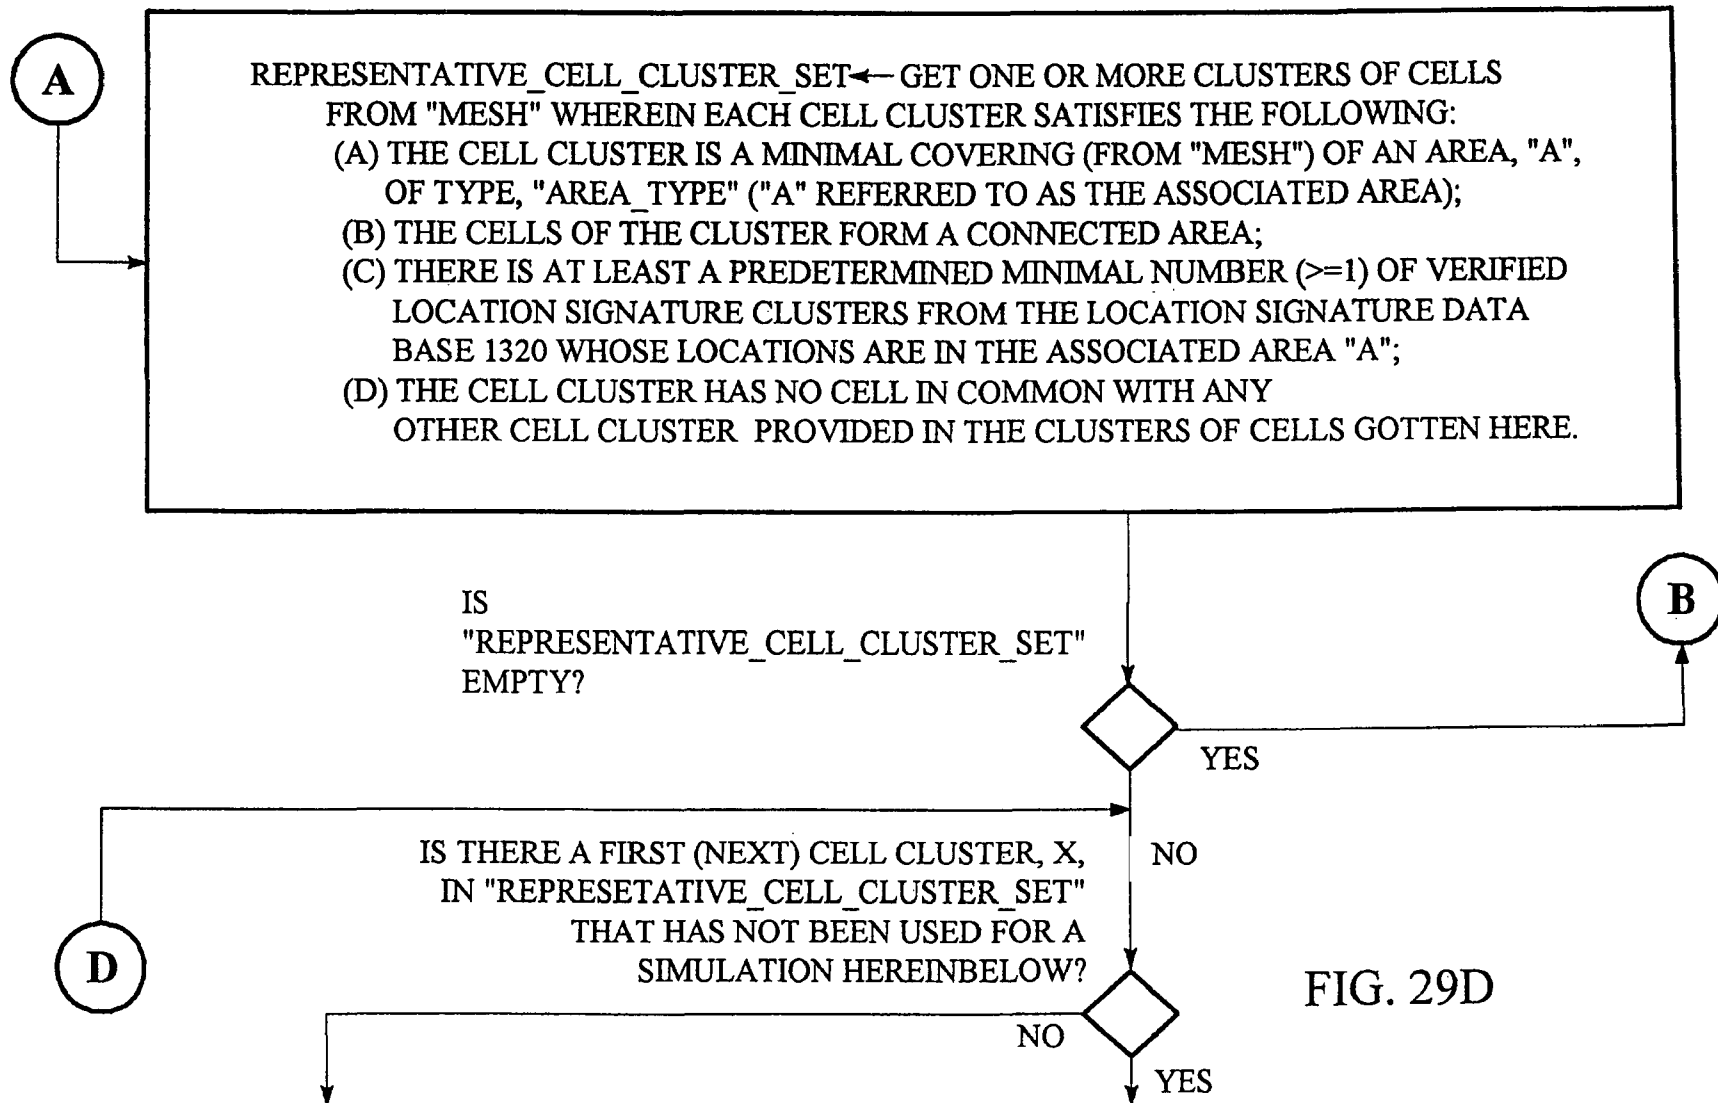 A
REPRESENTATIVE_CELL_CLUSTER_SET← GET ONE OR MORE CLUSTERS OF CELLS
FROM "MESH" WHEREIN EACH CELL CLUSTER SATISFIES THE FOLLOWING:
(A) THE CELL CLUSTER IS A MINIMAL COVERING (FROM "MESH") OF AN AREA, "A",
OF TYPE, "AREA_TYPE" ("A" REFERRED TO AS THE ASSOCIATED AREA);
(B) THE CELLS OF THE CLUSTER FORM A CONNECTED AREA;
(C) THERE IS AT LEAST A PREDETERMINED MINIMAL NUMBER (>=1) OF VERIFIED
LOCATION SIGNATURE CLUSTERS FROM THE LOCATION SIGNATURE DATA
BASE 1320 WHOSE LOCATIONS ARE IN THE ASSOCIATED AREA "A";
(D) THE CELL CLUSTER HAS NO CELL IN COMMON WITH ANY
OTHER CELL CLUSTER PROVIDED IN THE CLUSTERS OF CELLS GOTTEN HERE.
IS
"REPRESENTATIVE_CELL_CLUSTER_SET"
EMPTY?
B
YES
IS THERE A FIRST (NEXT) CELL CLUSTER, X,
IN "REPRESETATIVE_CELL_CLUSTER_SET"
THAT HAS NOT BEEN USED FOR A
SIMULATION HEREINBELOW?
NO
D
FIG. 29D
NO
YES